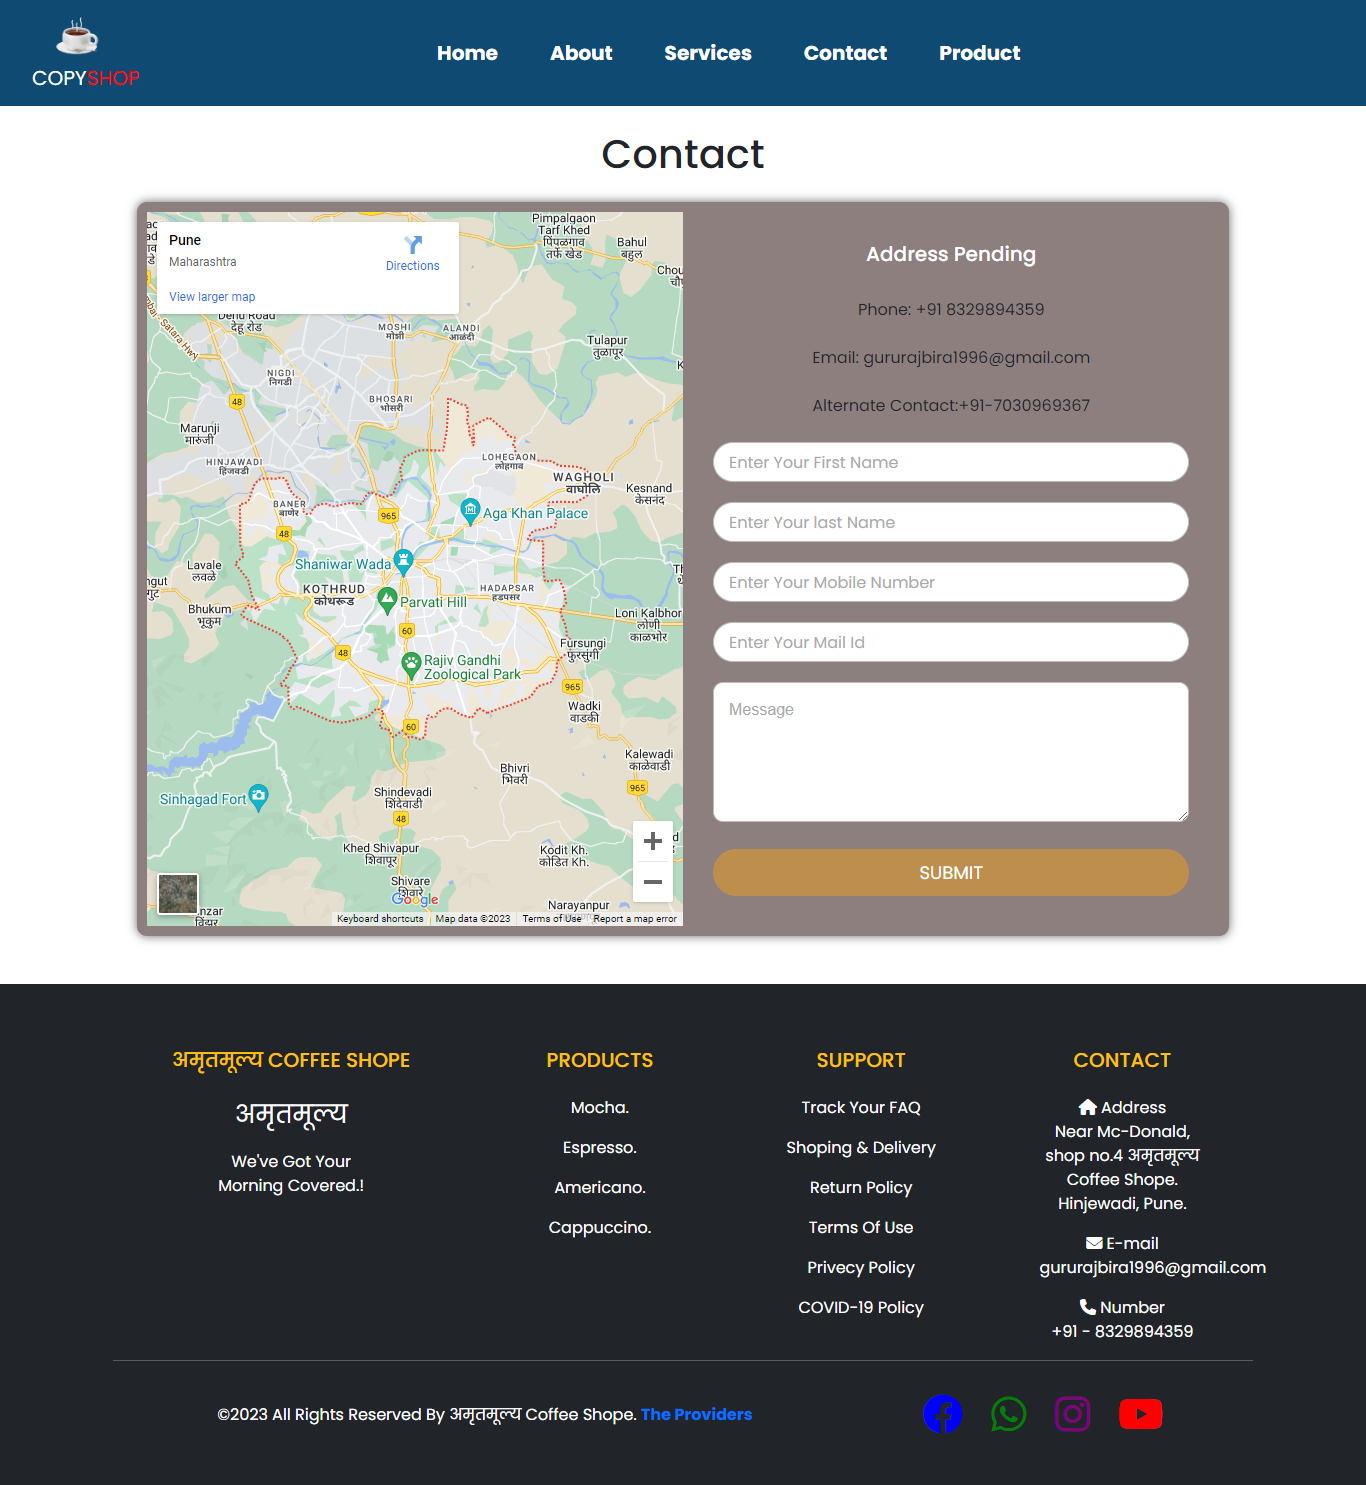 COPYSHOP
Home
About
Services
Contact
Product
Contact
Pune
Maharashtra
Directions
View larger map
Pimpalgaon
Tarf Khed
पिंपळगाव
तर्फे खेड
Bahul
बहुल
Dehu Road
देहू रोड
MOSHI
मोशी
ALANDI
आळंदी
Tulapur
तुळापूर
NIGDI
निगडी
BHOSARI
भोसरी
48
Marunji
मारुंजी
HINJAWADI
हिंजवडी
LOHEGAON
लोहगाव
WAGHOLI
वाघोली
Kesnand
केसनंद
BANER
बाणेर
965
Aga Khan Palace
48
Lavale
लवळे
Shaniwar Wada
KOTHRUD
कोथरूड
HADAPSAR
हडपसर
Bhukum
भूकुम
Parvati Hill
Loni Kalbhor
लोणी
काळभोर
60
Fursungi
फुरसुंगी
48
Rajiv Gandhi
Zoological Park
965
Wadki
वाडकी
60
Kalewadi
काळेवाडी
Bhivri
भिवरी
965
Sinhagad Fort
Shindevadi
शिंदेवाडी
48
Khed Shivapur
शिवापूर
Kodit Kh.
कोडित Kh.
Shivare
शिवारे
Google
Narayanpur
Keyboard shortcuts
Map data ©2023
Terms of Use
Report a map error
Address Pending
Phone: +91 8329894359
Email: gururajbira1996@gmail.com
Alternate Contact:+91-7030969367
Enter Your First Name
Enter Your last Name
Enter Your Mobile Number
Enter Your Mail Id
Message
SUBMIT
अमृतमूल्य COFFEE SHOPE
अमृतमूल्य
We've Got Your
Morning Covered.!
PRODUCTS
Mocha.
Espresso.
Americano.
Cappuccino.
SUPPORT
Track Your FAQ
Shoping & Delivery
Return Policy
Terms Of Use
Privecy Policy
COVID-19 Policy
CONTACT
Address
Near Mc-Donald,
shop no.4 अमृतमूल्य
Coffee Shope.
Hinjewadi, Pune.
E-mail
gururajbira1996@gmail.com
Number
+91 - 8329894359
©2023 All Rights Reserved By अमृतमूल्य Coffee Shope. The Providers